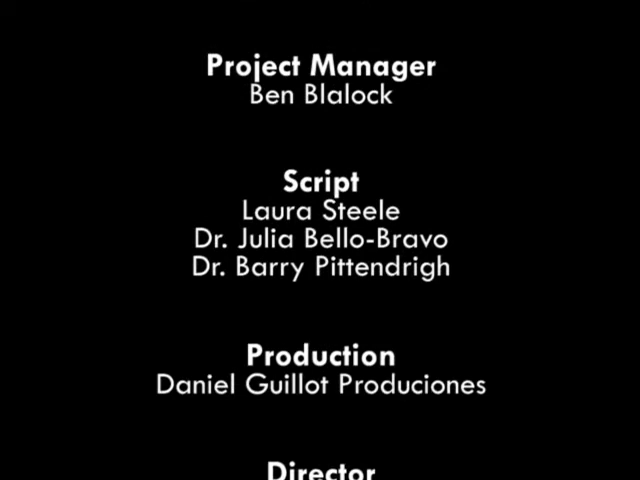 Project Manager
Ben Blalock
Script
Laura Steele
Dr. Julia Bello-Bravo
Dr. Barry Pittendrigh
Production
Daniel Guillot Produciones
Director